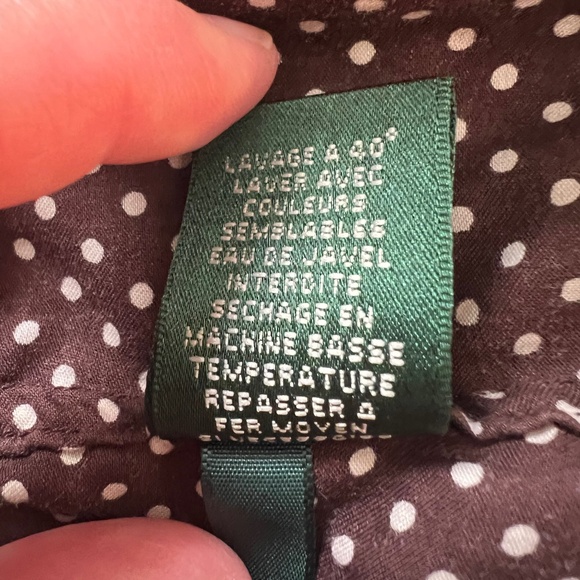 LAVAGE A 40°
LAVER AVEC
COULEURS
SEMBLABLES
EAU DE JAVEL
INTERDITE
SECHAGE EN
MACHINE BASSE
TEMPERATURE
REPASSER A
FER MOYEN